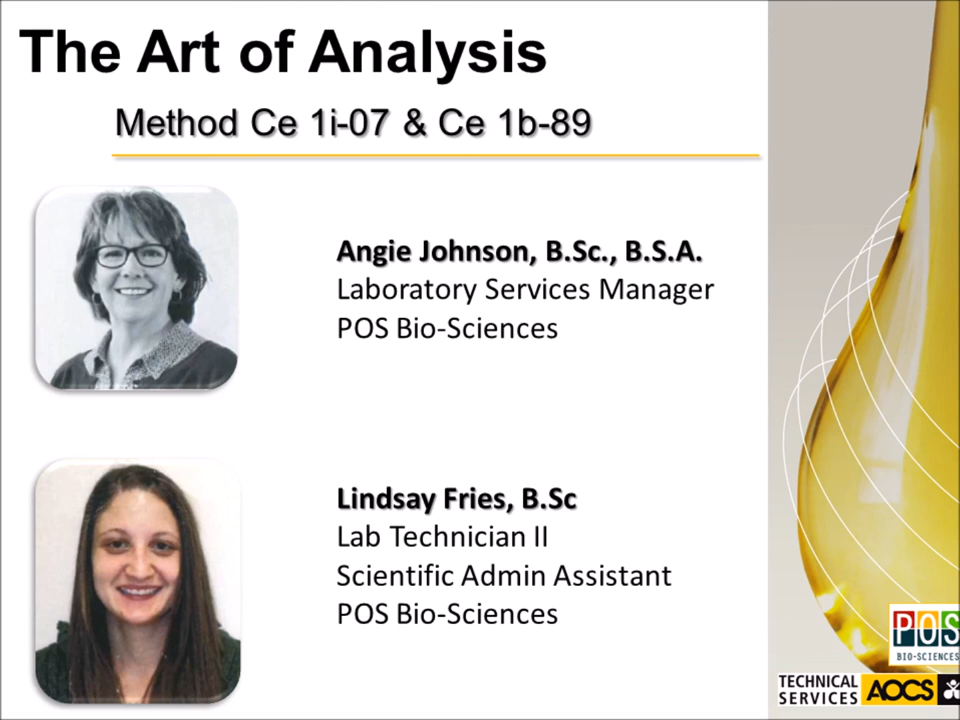 The Art of Analysis
Method Ce 1i-07 & Ce 1b-89
Angie Johnson, B.Sc., B.S.A.
Laboratory Services Manager
POS Bio-Sciences
Lindsay Fries, B.Sc
Lab Technician II
Scientific Admin Assistant
POS Bio-Sciences
POS
BIO-SCIENCES
TECHNICAL
SERVICES
AOCS